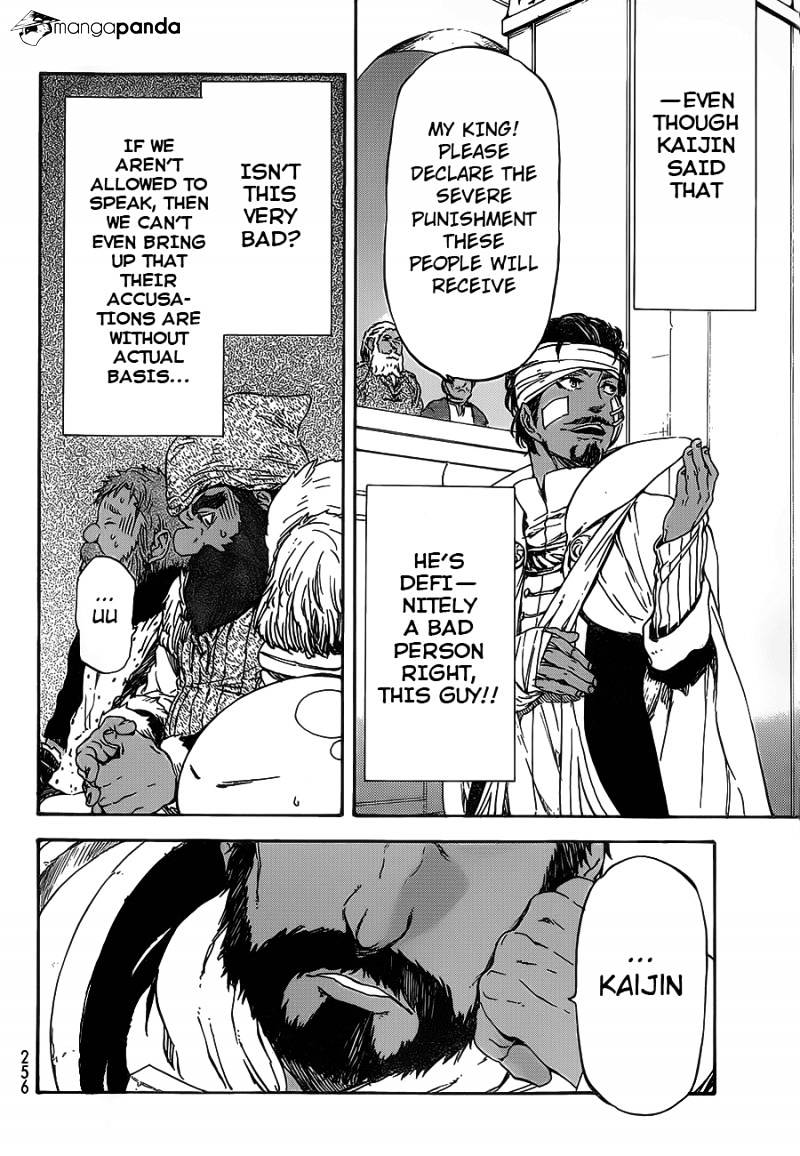 mangapanda
—EVEN
THOUGH
KAIJIN
SAID
THAT
MY KING!
PLEASE
DECLARE THE
SEVERE
PUNISHMENT
THESE
PEOPLE WILL
RECEIVE
HE'S
DEFI—
NITELY
A BAD
PERSON
RIGHT,
THIS GUY!!
ISN'T
THIS
VERY
BAD?
IF WE
AREN'T
ALLOWED TO
SPEAK, THEN
WE CAN'T
EVEN BRING
UP THAT
THEIR
ACCUSA-
TIONS ARE
WITHOUT
ACTUAL
BASIS...
...
UU
...
KAIJIN
256